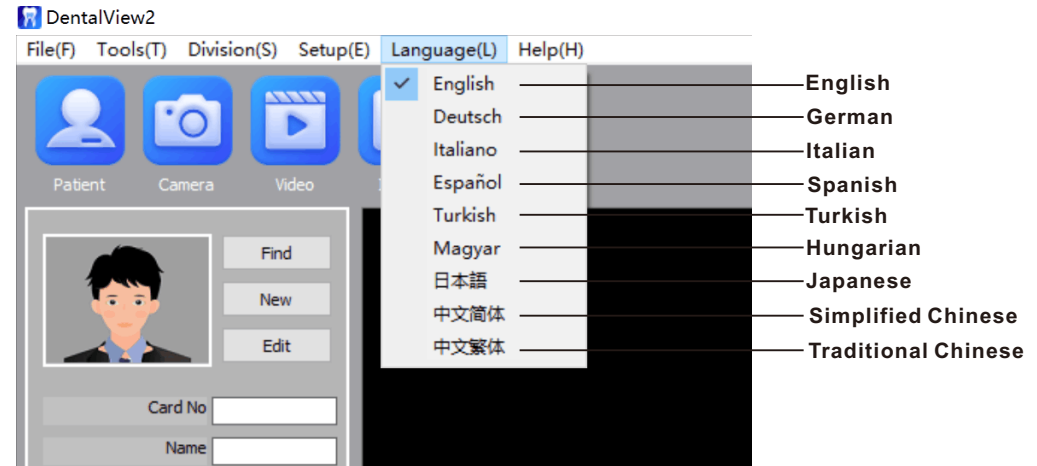 DentalView2
File(F) Tools(T) Division(S) Setup(E) Language(L) Help(H)
English English
Deutsch German
Italiano Italian
Español Spanish
Turkish Turkish
Magyar Hungarian
日本語 Japanese
中文简体 Simplified Chinese
中文繁体 Traditional Chinese
Patient Camera Video
Find
New
Edit
Card No
Name